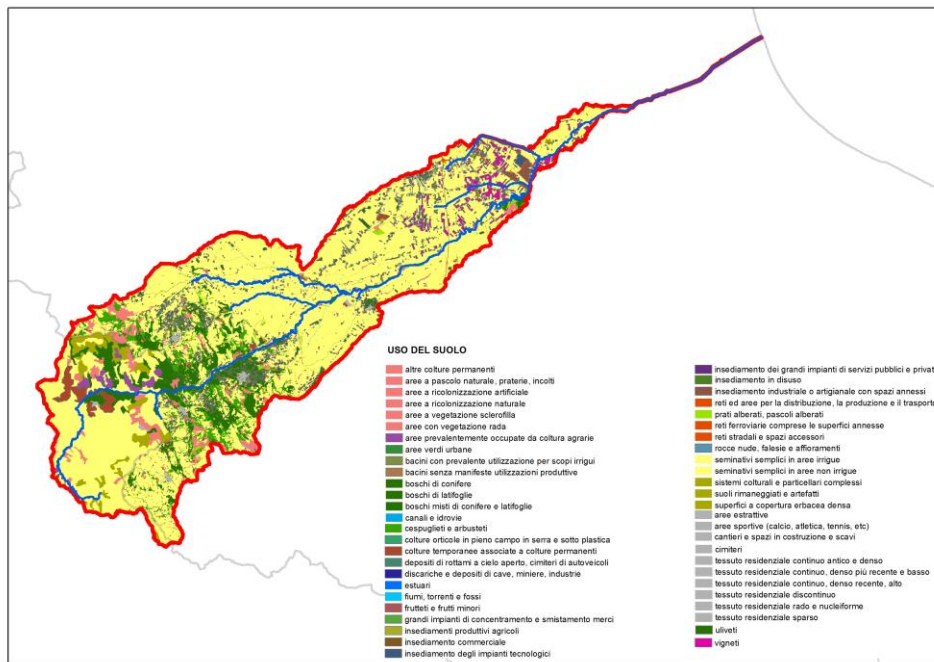 USO DEL SUOLO
altre colture permanenti
aree a pascolo naturale, praterie, incolti
aree a ricolonizzazione artificiale
aree a ricolonizzazione naturale
aree a vegetazione sclerofilla
aree con vegetazione rada
aree prevalentemente occupate da coltura agrarie
aree verdi urbane
bacini con prevalente utilizzazione per scopi irrigui
bacini senza manifeste utilizzazioni produttive
boschi di conifere
boschi di latifoglie
boschi misti di conifere e latifoglie
canali e idrovie
cespuglieti e arbusteti
colture orticole in pieno campo in serra e sotto plastica
colture temporanee associate a colture permanenti
depositi di rottami a cielo aperto, cimiteri di autoveicoli
discariche e depositi di cave, miniere, industrie
estuari
fiumi, torrenti e fossi
frutteti e frutti minori
grandi impianti di concentramento e smistamento merci
insediamenti produttivi agricoli
insediamento commerciale
insediamento degli impianti tecnologici
insediamento dei grandi impianti di servizi pubblici e privat
insediamento in disuso
insediamento industriale o artigianale con spazi annessi
reti ed aree per la distribuzione, la produzione e il trasporto
prati alberati, pascoli alberati
reti ferroviarie comprese le superfici annesse
reti stradali e spazi accessori
rocce nude, falesie e affioramenti
seminativi semplici in aree irrigue
seminativi semplici in aree non irrigue
sistemi colturali e particellari complessi
suoli rimaneggiati e artefatti
superfici a copertura erbacea densa
aree estrattive
aree sportive (calcio, atletica, tennis, etc)
cantieri e spazi in costruzione e scavi
cimiteri
tessuto residenziale continuo antico e denso
tessuto residenziale continuo, denso più recente e basso
tessuto residenziale continuo, denso recente, alto
tessuto residenziale discontinuo
tessuto residenziale rado e nucleiforme
tessuto residenziale sparso
uliveti
vigneti